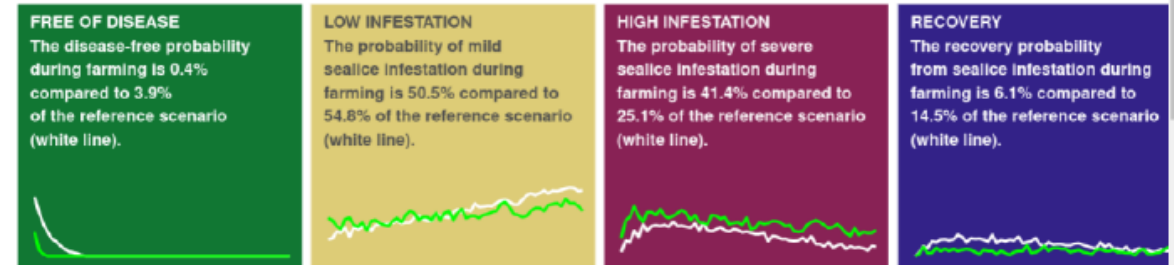 FREE OF DISEASE
The disease-free probability
during farming is 0.4%
compared to 3.9%
of the reference scenario
(white line).
LOW INFESTATION
The probability of mild
sealice infestation during
farming is 50.5% compared to
54.8% of the reference scenario
(white line).
HIGH INFESTATION
The probability of severe
sealice infestation during
farming is 41.4% compared to
25.1% of the reference scenario
(white line).
RECOVERY
The recovery probability
from sealice infestation during
farming is 6.1% compared to
14.5% of the reference scenario
(white line).